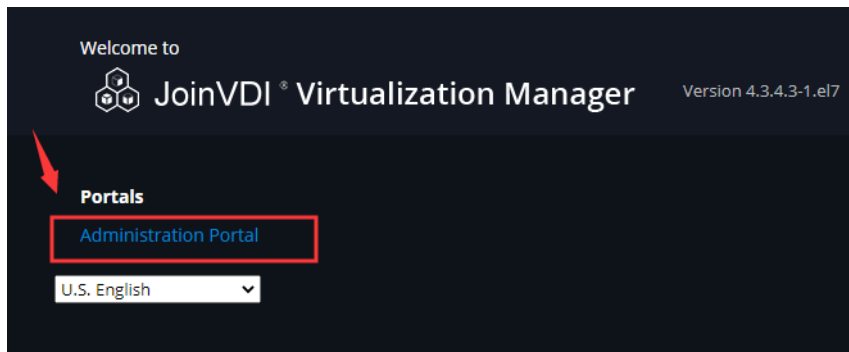 Welcome to
JoinVDI ® Virtualization Manager
Version 4.3.4.3-1.el7
Portals
Administration Portal
U.S. English